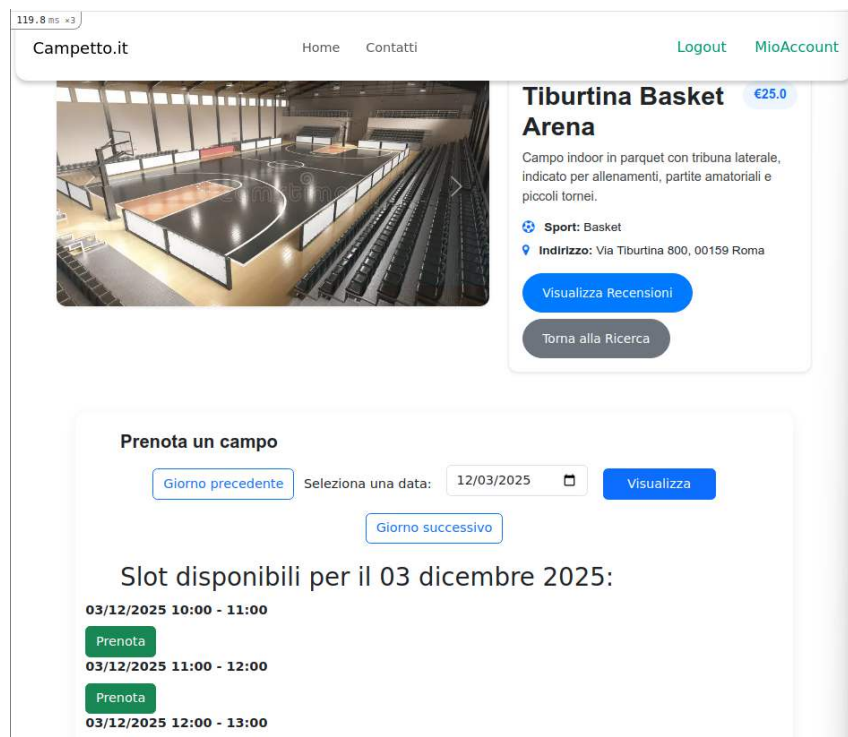 119.8 ms ×3
Campetto.it Home Contatti Logout MioAccount
Tiburtina Basket Arena
€25.0
Campo indoor in parquet con tribuna laterale,
indicato per allenamenti, partite amatoriali e
piccoli tornei.
Sport: Basket
Indirizzo: Via Tiburtina 800, 00159 Roma
Visualizza Recensioni
Torna alla Ricerca
Prenota un campo
Giorno precedente Seleziona una data: 12/03/2025 Visualizza
Giorno successivo
Slot disponibili per il 03 dicembre 2025:
03/12/2025 10:00 - 11:00
Prenota
03/12/2025 11:00 - 12:00
Prenota
03/12/2025 12:00 - 13:00